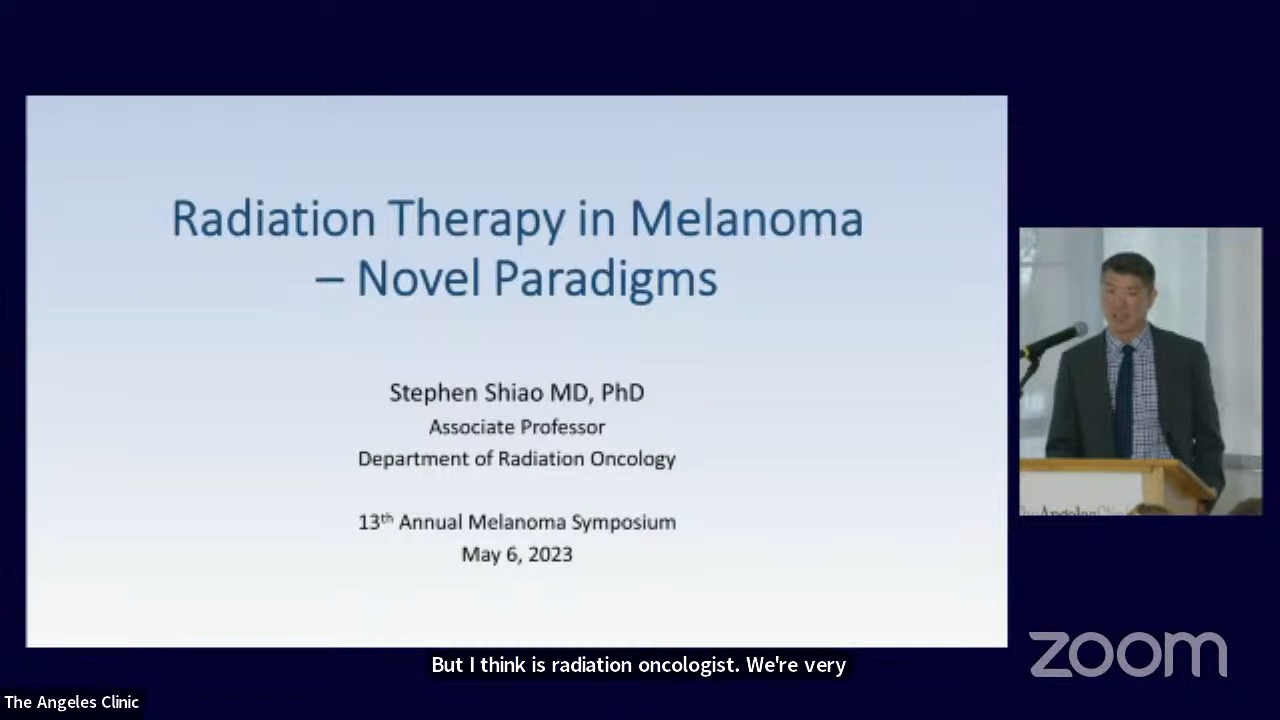 Radiation Therapy in Melanoma
– Novel Paradigms
Stephen Shiao MD, PhD
Associate Professor
Department of Radiation Oncology
13th Annual Melanoma Symposium
May 6, 2023
But I think is radiation oncologist. We're very
zoom
The Angeles Clinic